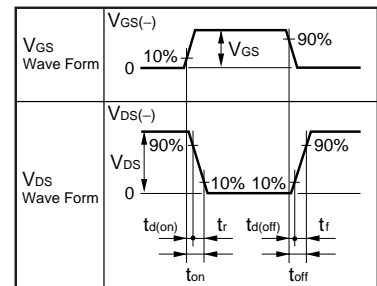 VGS
Wave Form
VGS(−)
10%
0
VGS
90%
VDS
Wave Form
VDS(−)
90%
VDS
0
10% 10%
90%
td(on) tr td(off) tf
ton toff